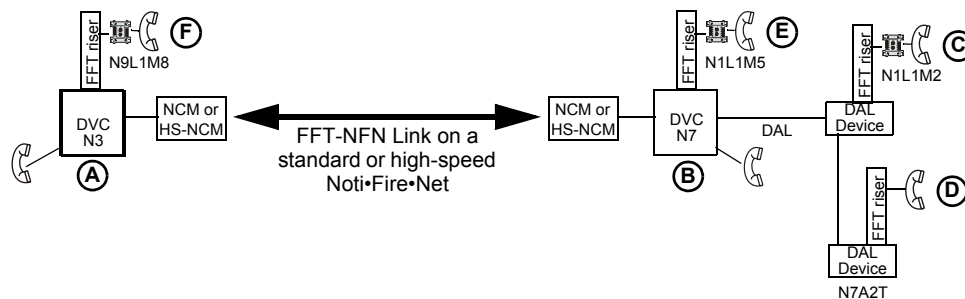 FFT riser
F
N9L1M8
DVC
N3
NCM or
HS-NCM
A
FFT-NFN Link on a
standard or high-speed
Noti•Fire•Net
NCM or
HS-NCM
FFT riser
E
N1L1M5
DVC
N7
B
DAL
FFT riser
C
N1L1M2
DAL
Device
FFT riser
D
DAL
Device
N7A2T